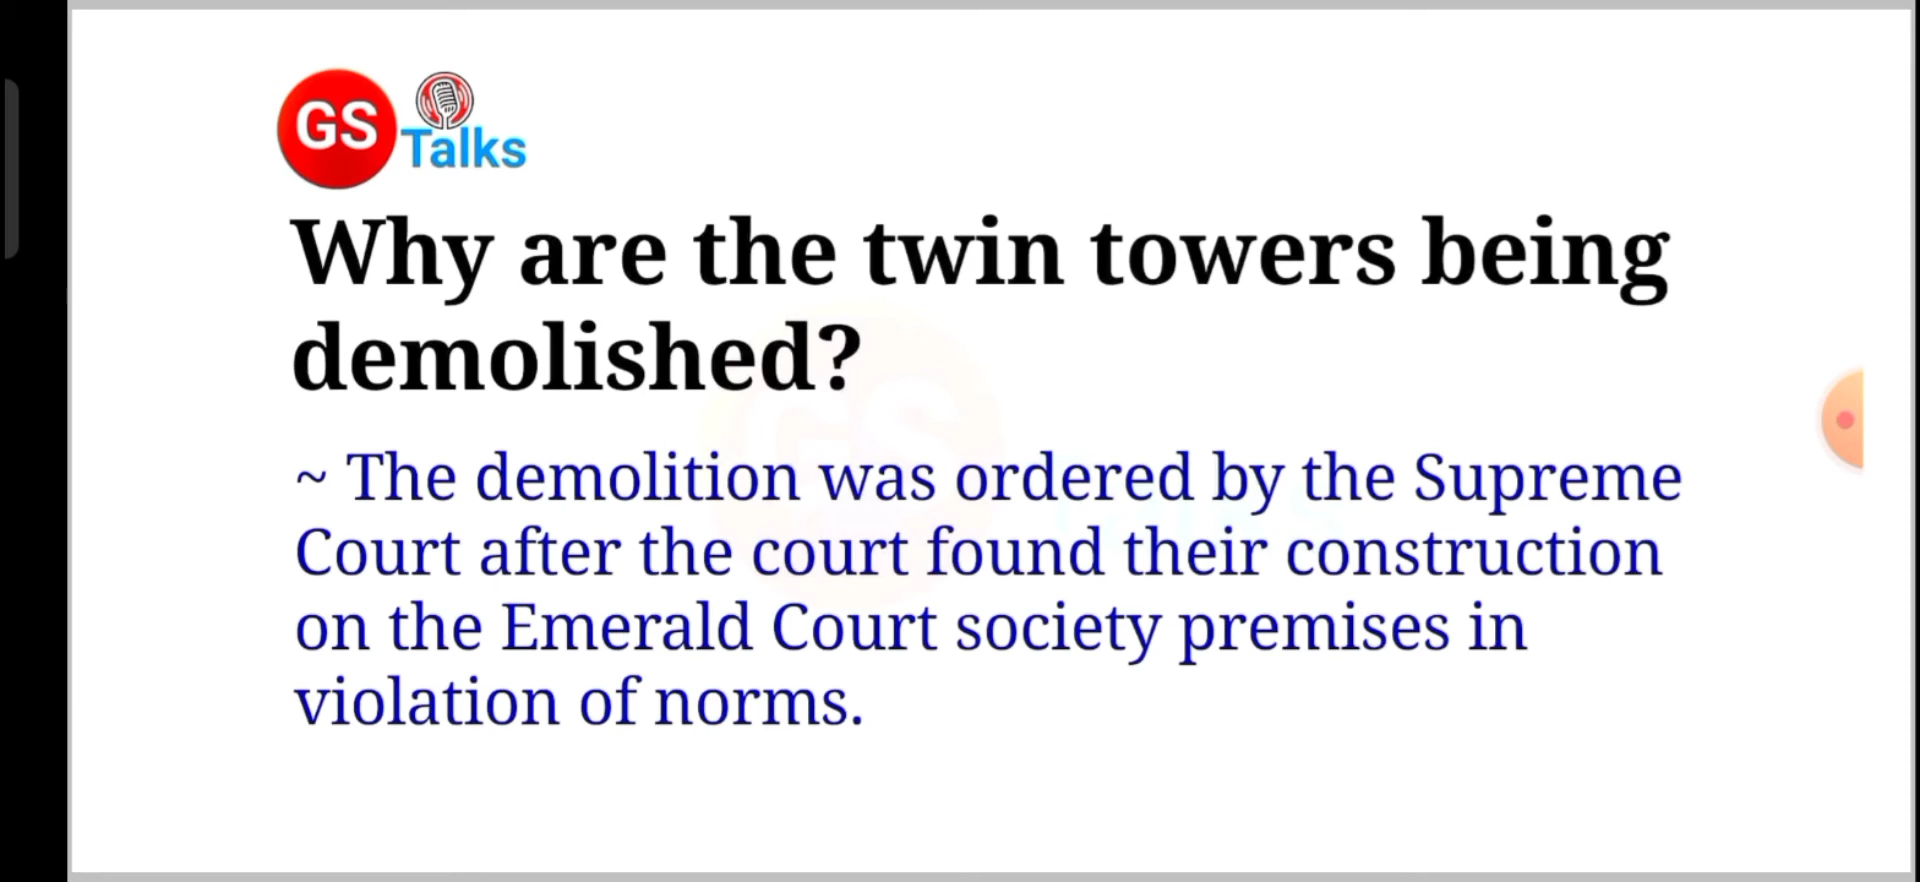 GS
Talks
Why are the twin towers being
demolished?
~ The demolition was ordered by the Supreme
Court after the court found their construction
on the Emerald Court society premises in
violation of norms.